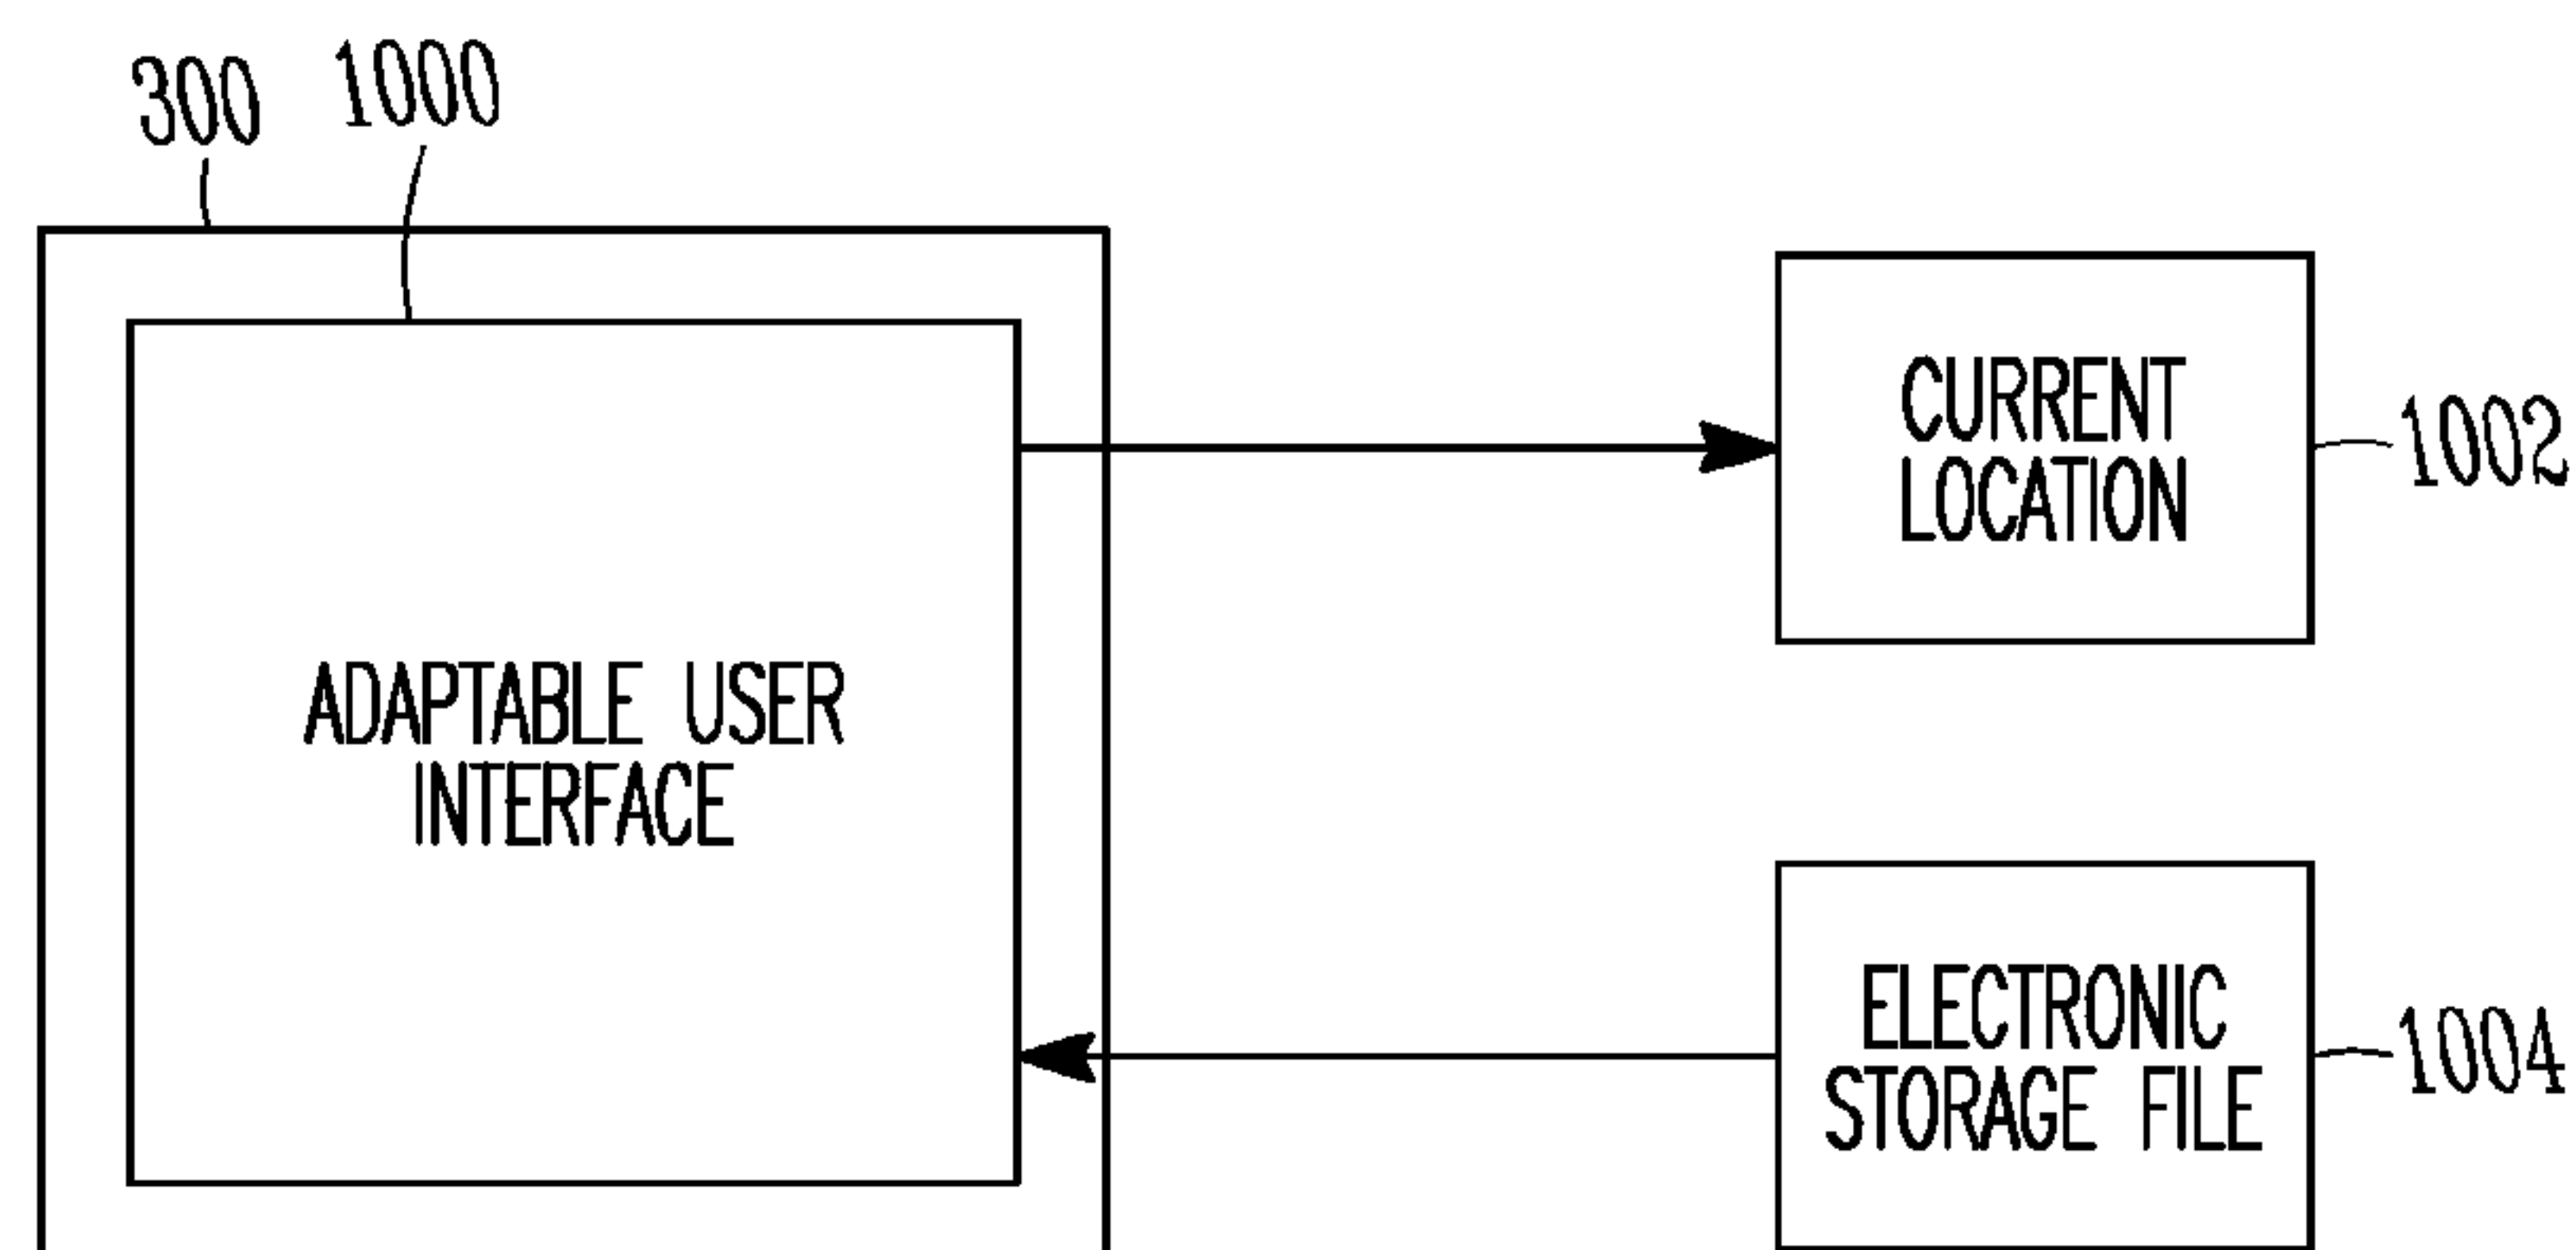 300
1000
CURRENT
LOCATION
1002
ADAPTABLE USER
INTERFACE
ELECTRONIC
STORAGE FILE
1004